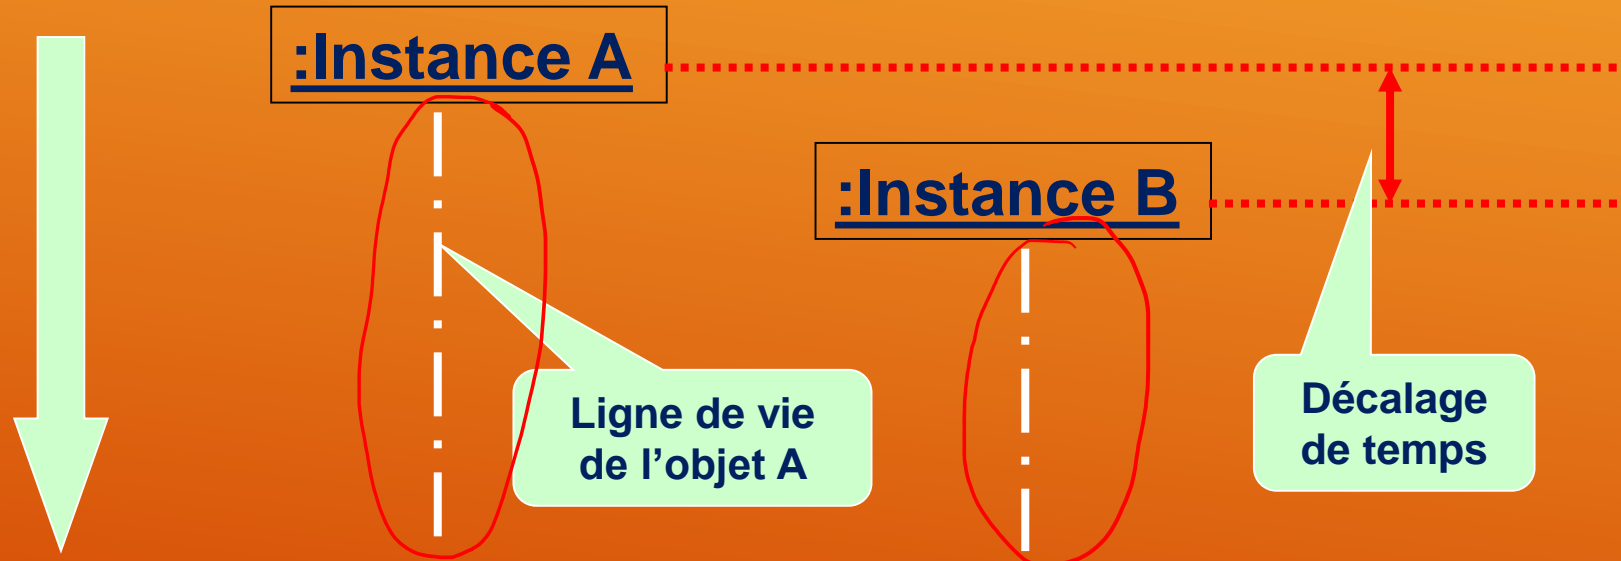 :Instance A
:Instance B
Ligne de vie
de l’objet A
Décalage
de temps